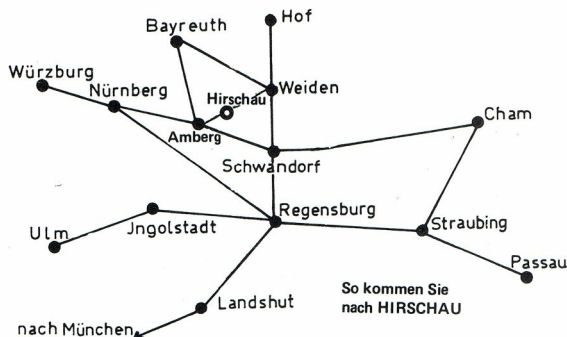 Hof
Bayreuth
Würzburg
Nürnberg
Hirschau
Weiden
Cham
Amberg
Schwandorf
Regensburg
Straubing
Jngolstadt
Ulm
Passau
So kommen Sie
nach HIRSCHAU
Landshut
nach München